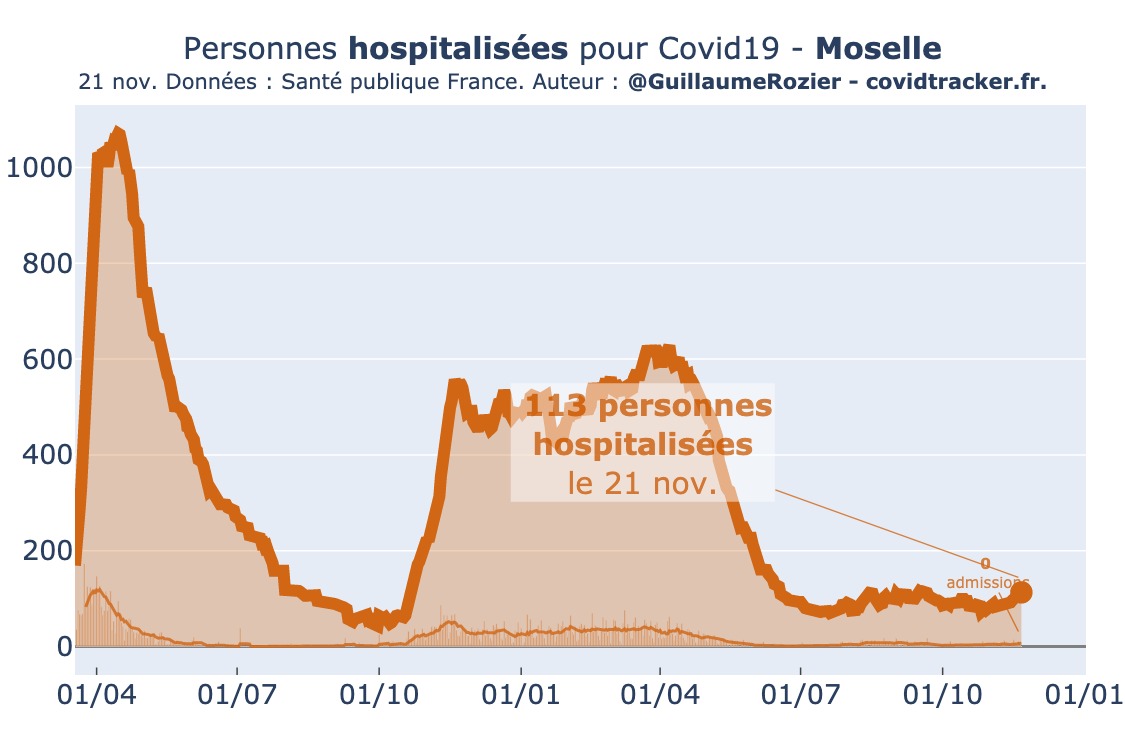 Personnes hospitalisées pour Covid19 - Moselle
21 nov. Données : Santé publique France. Auteur : @GuillaumeRozier - covidtracker.fr.
1000
800
600
400
200
0
113 personnes
hospitalisées
le 21 nov.
0
admissions
01/04
01/07
01/10
01/01
01/04
01/07
01/10
01/01